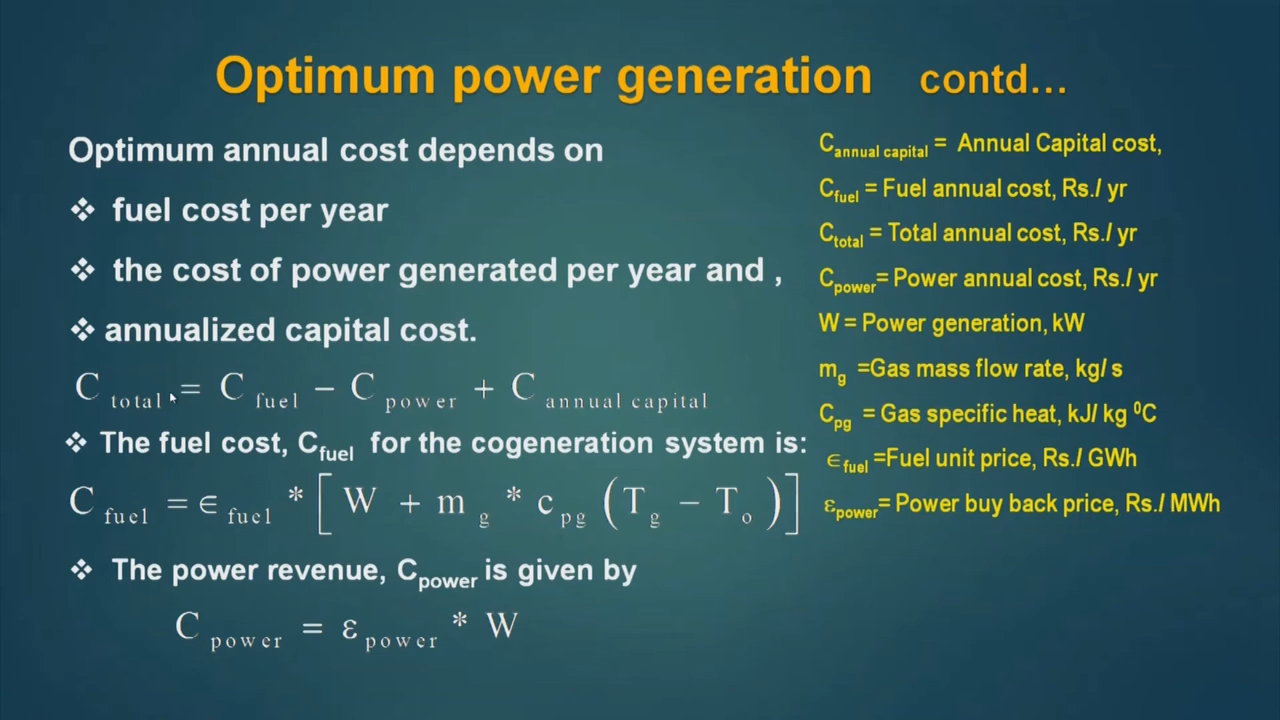 Optimum power generation contd...
Optimum annual cost depends on
❖ fuel cost per year
❖ the cost of power generated per year and ,
❖ annualized capital cost.
C total = C fuel − C power + C annual capital
❖ The fuel cost, Cfuel for the cogeneration system is:
C fuel = ∈ fuel * [ W + m g * c pg ( T g − T o ) ]
❖ The power revenue, Cpower is given by
C power = ε power * W
Cannual capital = Annual Capital cost,
Cfuel = Fuel annual cost, Rs./ yr
Ctotal = Total annual cost, Rs./ yr
Cpower= Power annual cost, Rs./ yr
W = Power generation, kW
mg =Gas mass flow rate, kg/ s
Cpg = Gas specific heat, kJ/ kg ⁰C
∈fuel =Fuel unit price, Rs./ GWh
εpower= Power buy back price, Rs./ MWh